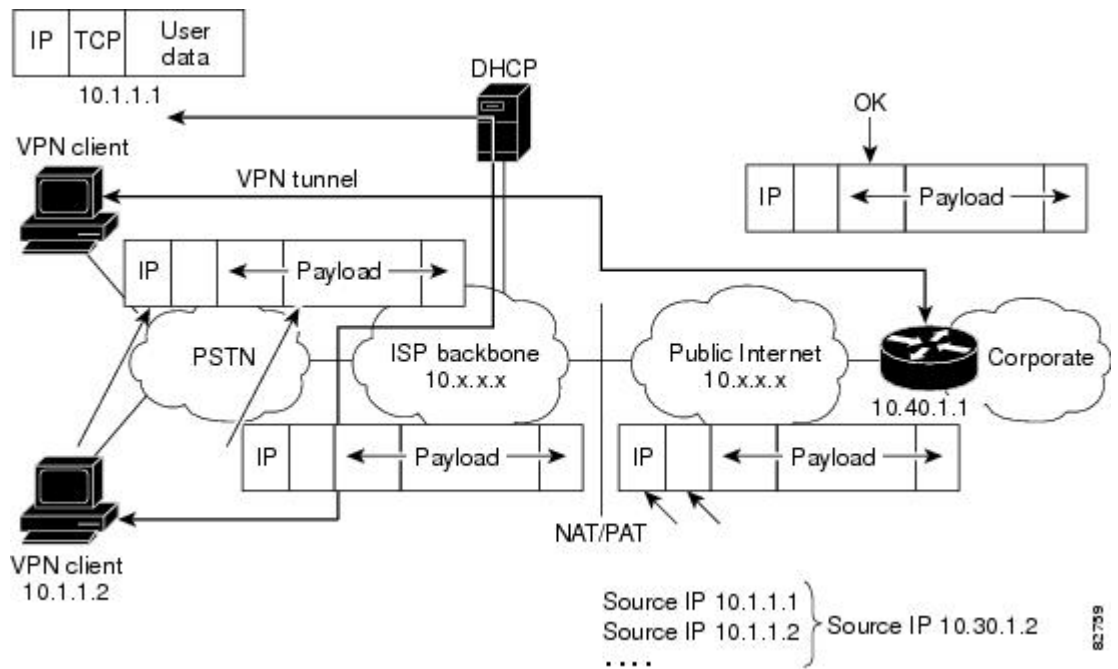 IP TCP User data
10.1.1.1
DHCP
OK
VPN client
VPN tunnel
IP Payload
IP Payload
PSTN
ISP backbone
10.x.x.x
Public Internet
10.x.x.x
Corporate
10.40.1.1
IP Payload
IP Payload
NAT/PAT
VPN client
10.1.1.2
Source IP 10.1.1.1
Source IP 10.1.1.2
....
Source IP 10.30.1.2
82759